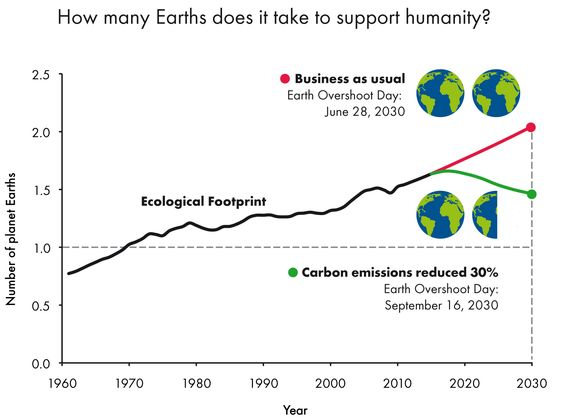 How many Earths does it take to support humanity?
2.5
Business as usual
Earth Overshoot Day:
June 28, 2030
2.0
Number of planet Earths
1.5
Ecological Footprint
1.0
Carbon emissions reduced 30%
Earth Overshoot Day:
September 16, 2030
0.5
0.0
1960 1970 1980 1990 2000 2010 2020 2030
Year